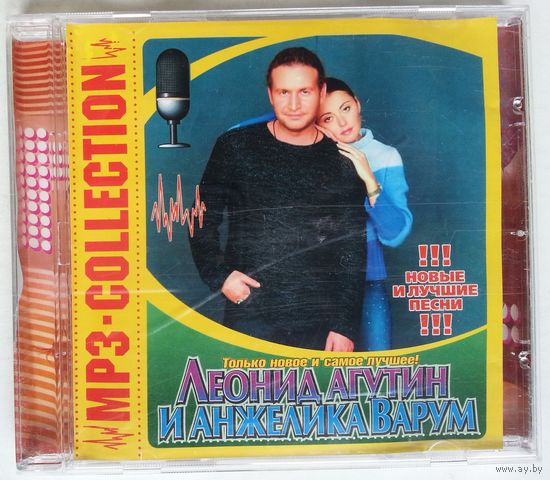 MP3·COLLECTION
!!!
НОВЫЕ
И ЛУЧШИЕ
ПЕСНИ
!!!
Только новое и самое лучшее!
ЛЕОНИД АГУТИН
И АНЖЕЛИКА ВАРУМ
© www.ay.by